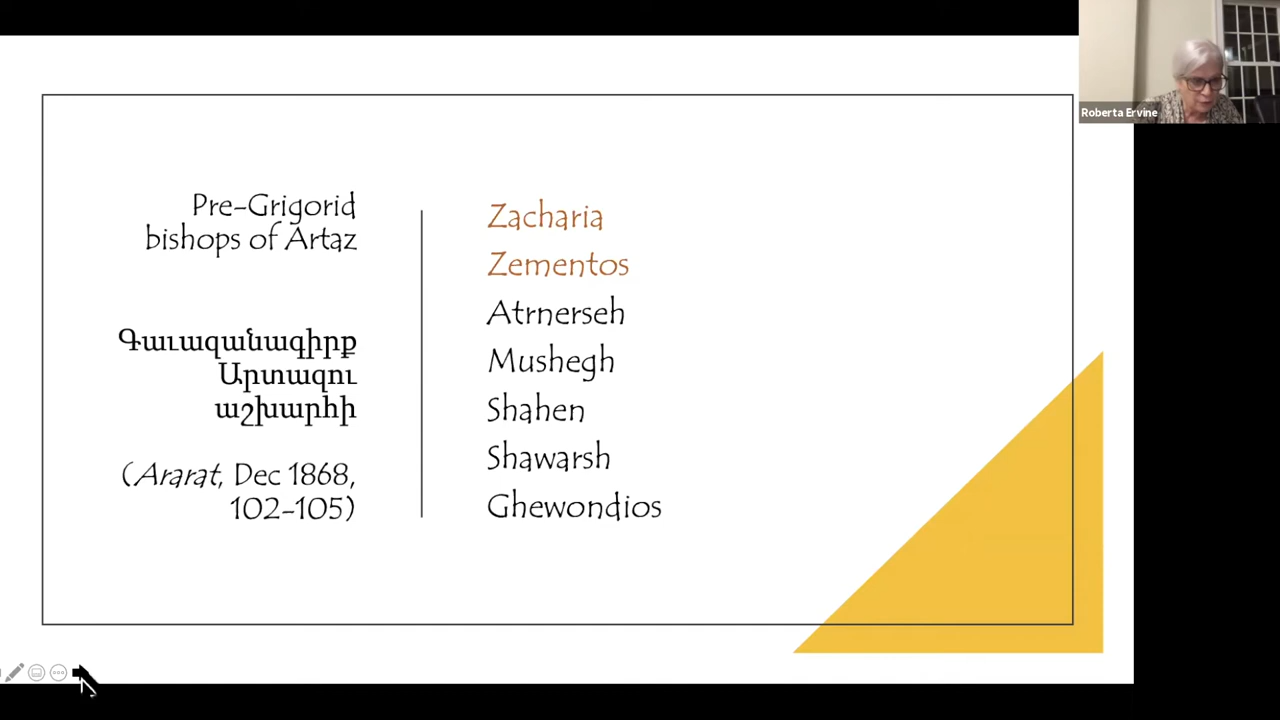 Roberta Ervine
Pre-Grigorid
bishops of Artaz
Գաւազանագիրք
Արտազու
աշխարհի
(Ararat, Dec 1868,
102-105)
Zacharia
Zementos
Atrnerseh
Mushegh
Shahen
Shawarsh
Ghewondios